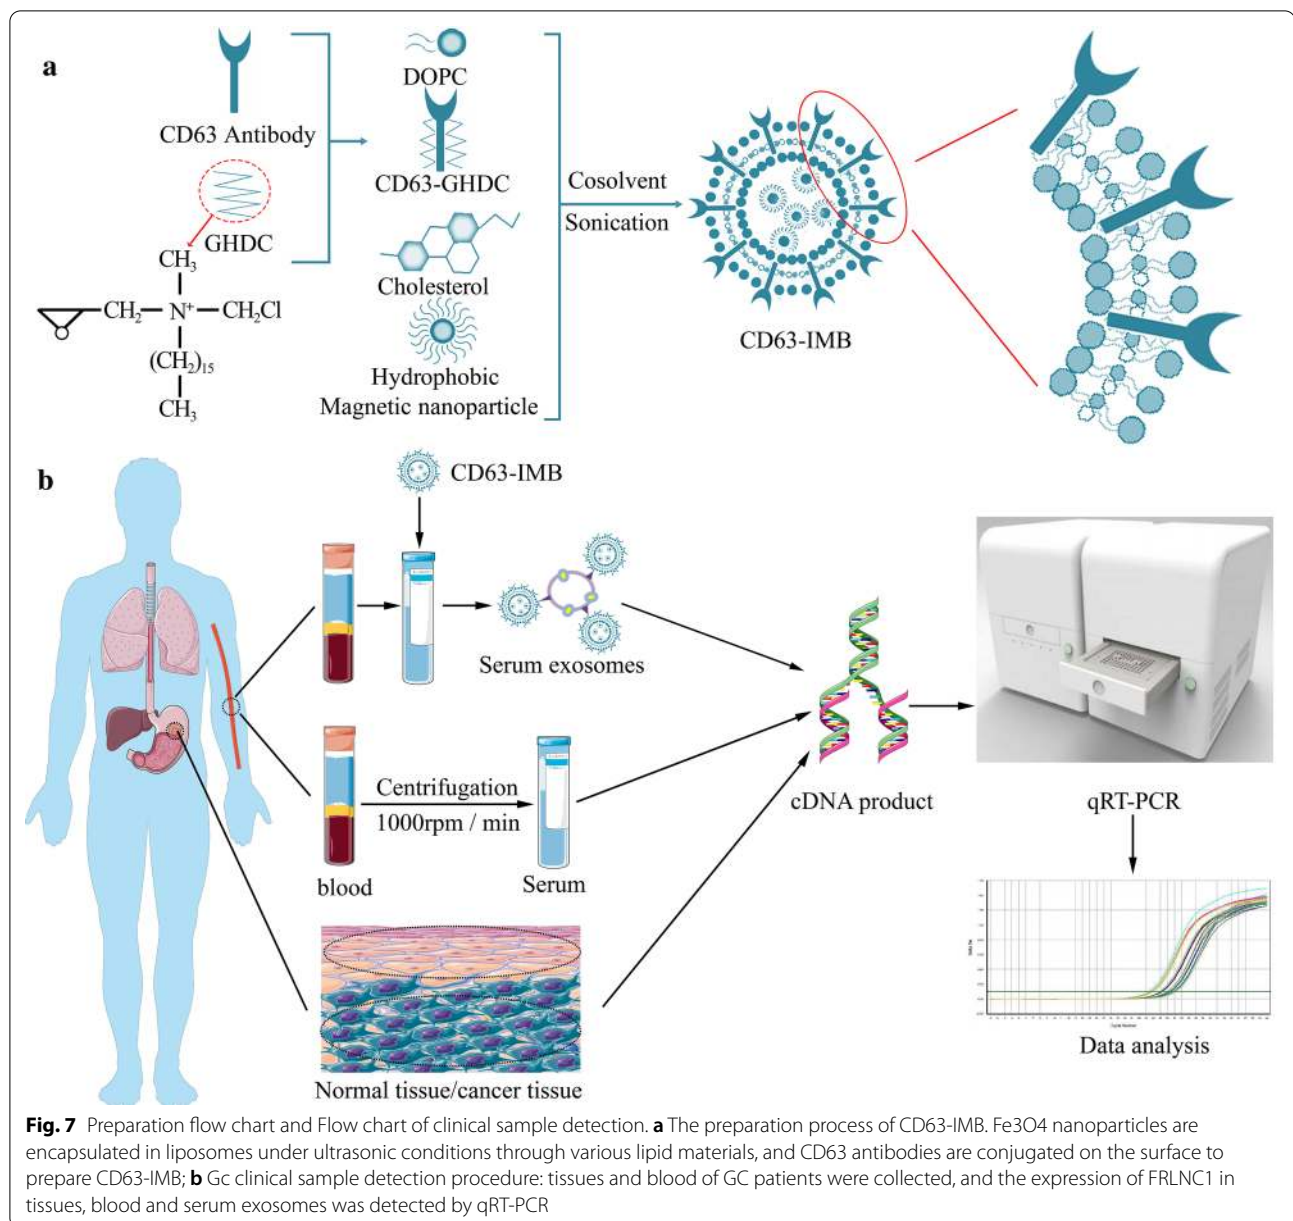 a
CD63 Antibody
GHDC
CH3
CH2
N+
CH2Cl
(CH2)15
CH3
DOPC
CD63-GHDC
Cholesterol
Hydrophobic
Magnetic nanoparticle
Cosolvent
Sonication
CD63-IMB
b
CD63-IMB
Serum exosomes
Centrifugation
1000rpm / min
blood
Serum
Normal tissue/cancer tissue
cDNA product
qRT-PCR
Data analysis
Fig. 7 Preparation flow chart and Flow chart of clinical sample detection. a The preparation process of CD63-IMB. Fe3O4 nanoparticles are
encapsulated in liposomes under ultrasonic conditions through various lipid materials, and CD63 antibodies are conjugated on the surface to
prepare CD63-IMB; b Gc clinical sample detection procedure: tissues and blood of GC patients were collected, and the expression of FRLNC1 in
tissues, blood and serum exosomes was detected by qRT-PCR